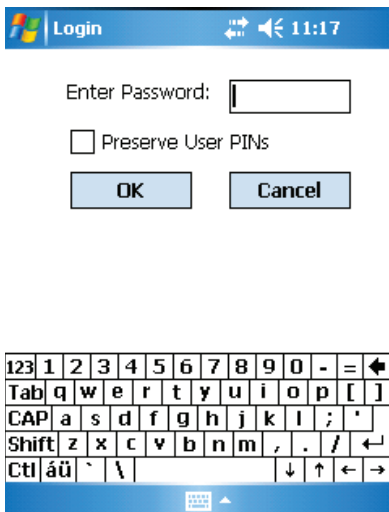 Login 11:17
Enter Password:
Preserve User PINs
OK Cancel
123 1 2 3 4 5 6 7 8 9 0 - =
Tab q w e r t y u i o p [ ]
CAP a s d f g h j k l ; '
Shift z x c v b n m , . / ↵
Ctl áü ` \ ↓ ↑ ← →